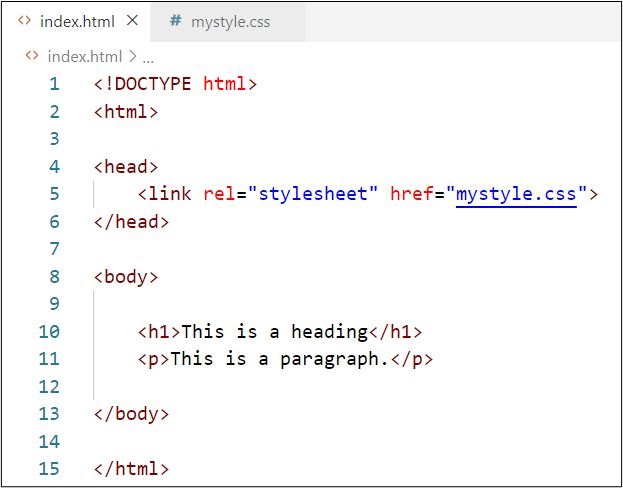 <> index.html × # mystyle.css
<> index.html > ...
1 <!DOCTYPE html>
2 <html>
3
4 <head>
5 <link rel="stylesheet" href="mystyle.css">
6 </head>
7
8 <body>
9
10 <h1>This is a heading</h1>
11 <p>This is a paragraph.</p>
12
13 </body>
14
15 </html>